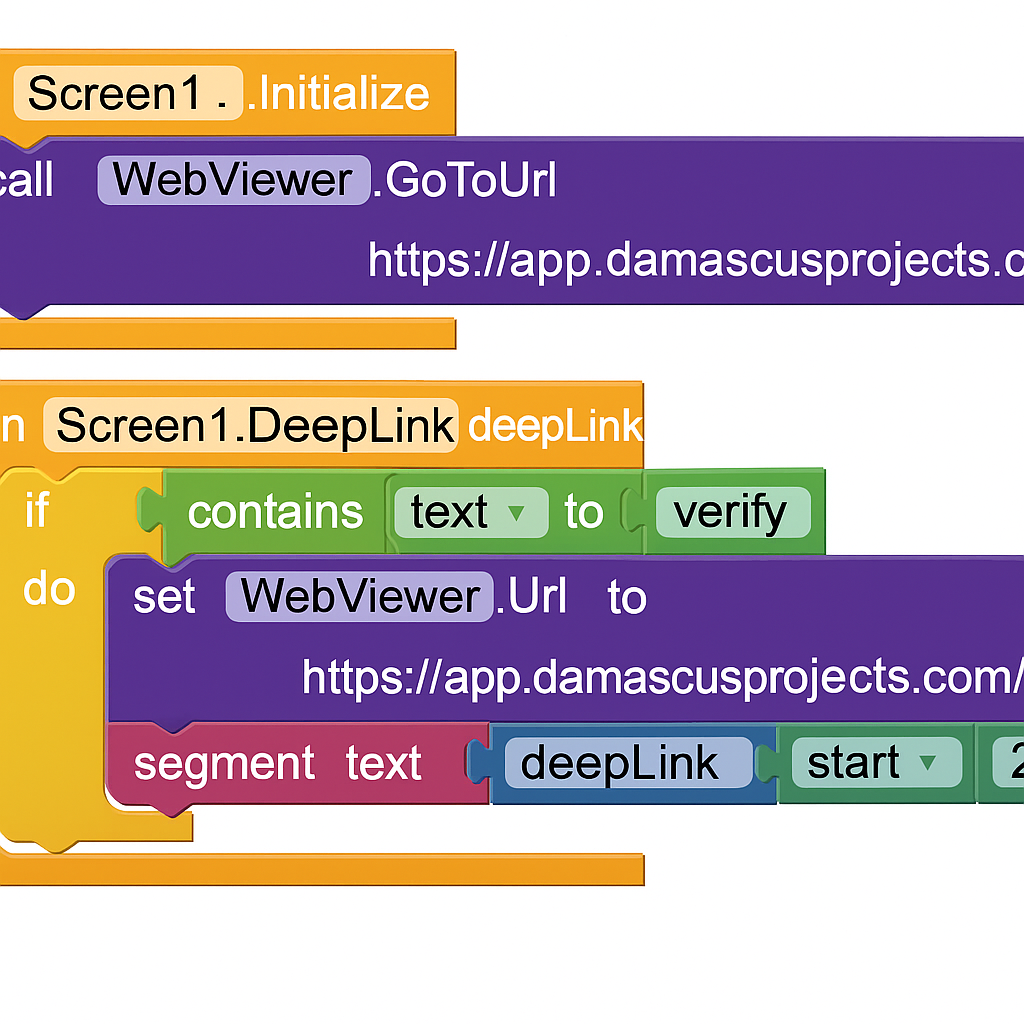 Screen1 . .Initialize
call WebViewer .GoToUrl
https://app.damascusprojects.c
n Screen1.DeepLink deepLink
if contains text to verify
do set WebViewer .Url to
https://app.damascusprojects.com/
segment text deepLink start 2